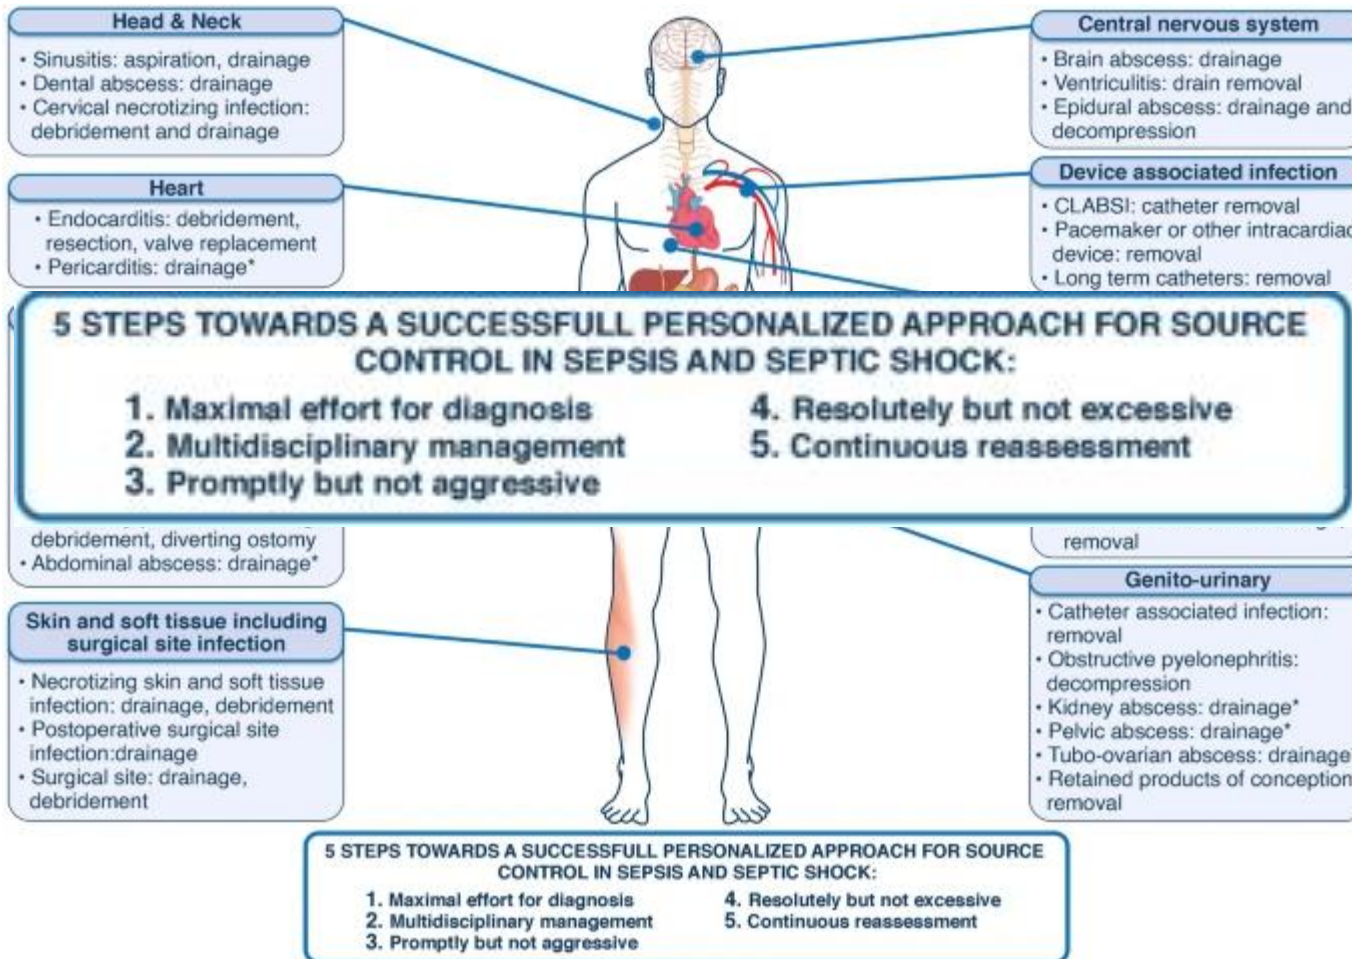 Head & Neck
• Sinusitis: aspiration, drainage
• Dental abscess: drainage
• Cervical necrotizing infection:
debridement and drainage
Heart
• Endocarditis: debridement,
resection, valve replacement
• Pericarditis: drainage*
Central nervous system
• Brain abscess: drainage
• Ventriculitis: drain removal
• Epidural abscess: drainage and
decompression
Device associated infection
• CLABSI: catheter removal
• Pacemaker or other intracardiac
device: removal
• Long term catheters: removal
5 STEPS TOWARDS A SUCCESSFULL PERSONALIZED APPROACH FOR SOURCE
CONTROL IN SEPSIS AND SEPTIC SHOCK:
1. Maximal effort for diagnosis
2. Multidisciplinary management
3. Promptly but not aggressive
4. Resolutely but not excessive
5. Continuous reassessment
debridement, diverting ostomy
• Abdominal abscess: drainage*
Skin and soft tissue including
surgical site infection
• Necrotizing skin and soft tissue
infection: drainage, debridement
• Postoperative surgical site
infection:drainage
• Surgical site: drainage,
debridement
removal
Genito-urinary
• Catheter associated infection:
removal
• Obstructive pyelonephritis:
decompression
• Kidney abscess: drainage*
• Pelvic abscess: drainage*
• Tubo-ovarian abscess: drainage
• Retained products of conception
removal
5 STEPS TOWARDS A SUCCESSFULL PERSONALIZED APPROACH FOR SOURCE
CONTROL IN SEPSIS AND SEPTIC SHOCK:
1. Maximal effort for diagnosis
2. Multidisciplinary management
3. Promptly but not aggressive
4. Resolutely but not excessive
5. Continuous reassessment